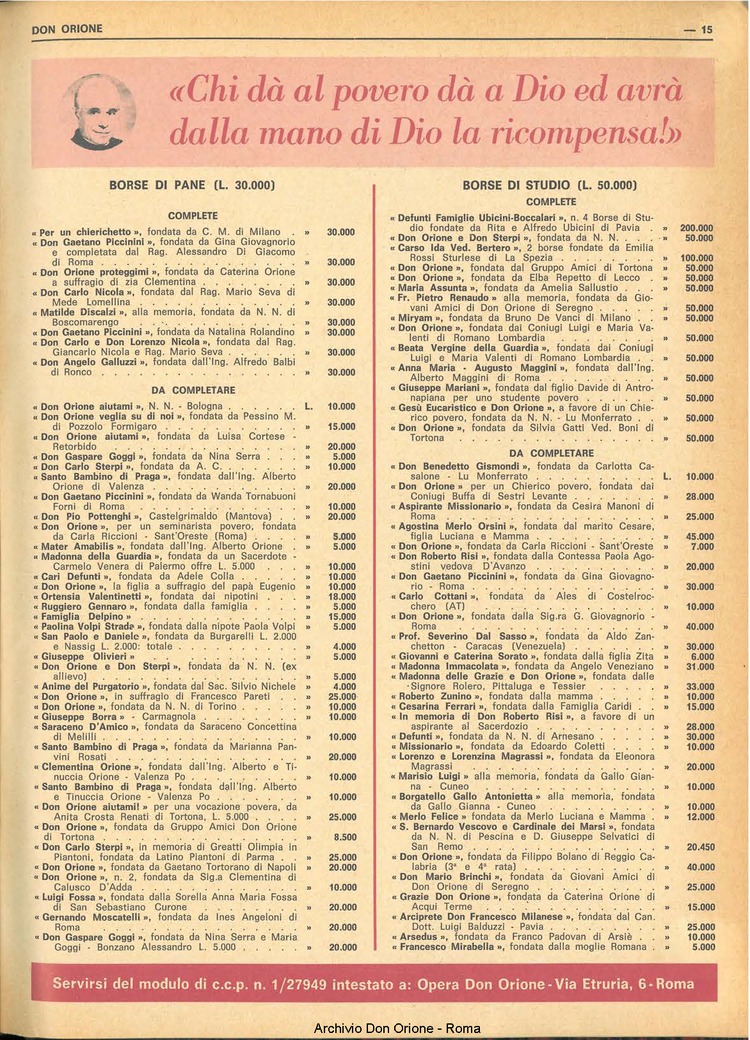 DON ORIONE
— 15
«Chi dà al povero dà a Dio ed avrà
dalla mano di Dio la ricompensa!»
BORSE DI PANE (L. 30.000)
COMPLETE
« Per un chierichetto », fondata da C. M. di Milano . » 30.000
« Don Gaetano Piccinini », fondata da Gina Giovagnorio
e completata dal Rag. Alessandro Di Giacomo
di Roma . . . . . . . . . . . » 30.000
« Don Orione proteggimi », fondata da Caterina Orione
a suffragio di zia Clementina . . . . . . » 30.000
« Don Carlo Nicola », fondata dal Rag. Mario Seva di
Mede Lomellina . . . . . . . . . » 30.000
« Matilde Discalzi », alla memoria, fondata da N. N. di
Boscomarengo . . . . . . . . . » 30.000
« Don Gaetano Piccinini », fondata da Natalina Rolandino » 30.000
« Don Carlo e Don Lorenzo Nicola », fondata dal Rag.
Giancarlo Nicola e Rag. Mario Seva . . . . » 30.000
« Don Angelo Galluzzi », fondata dall'Ing. Alfredo Balbi
di Ronco . . . . . . . . . . . » 30.000
DA COMPLETARE
« Don Orione aiutami », N. N. - Bologna . . . . . L. 10.000
« Don Orione veglia su di noi », fondata da Pessino M.
di Pozzolo Formigaro . . . . . . . . » 15.000
« Don Orione aiutami », fondata da Luisa Cortese -
Retorbido . . . . . . . . . . . » 20.000
« Don Gaspare Goggi », fondata da Nina Serra . . . » 5.000
« Don Carlo Sterpi », fondata da A. C. . . . . . » 10.000
« Santo Bambino di Praga », fondata dall'Ing. Alberto
Orione di Valenza . . . . . . . . » 20.000
« Don Gaetano Piccinini », fondata da Wanda Tornabuoni
Forni di Roma . . . . . . . . . » 10.000
« Don Pio Pottenghi », Castelgrimaldo (Mantova) . . . » 20.000
« Don Orione », per un seminarista povero, fondata
da Carla Riccioni - Sant'Oreste (Roma) . . . » 5.000
« Mater Amabilis », fondata dall'Ing. Alberto Orione . » 5.000
« Madonna della Guardia », fondata da un Sacerdote -
Carmelo Venera di Palermo offre L. 5.000 . . » 10.000
« Cari Defunti », fondata da Adele Colla . . . . . » 10.000
« Don Orione », la figlia a suffragio del papà Eugenio » 10.000
« Ortensia Valentinetti », fondata dai nipotini . . . » 18.000
« Ruggiero Gennaro », fondata dalla famiglia . . . . » 5.000
« Famiglia Delpino » . . . . . . . . . . » 15.000
« Paolina Volpi Strade », fondata dalla nipote Paola Volpi » 5.000
« San Paolo e Daniele », fondata da Burgarelli L. 2.000
e Nassig L. 2.000: totale . . . . . . . » 4.000
« Giuseppe Olivieri » . . . . . . . . . . » 5.000
« Don Orione e Don Sterpi », fondata da N. N. (ex
allievo) . . . . . . . . . . . » 5.000
« Anime del Purgatorio », fondata dal Sac. Silvio Nichele » 4.000
« Don Orione », in suffragio di Francesco Pareti . . . » 25.000
« Don Orione », fondata da N. N. di Torino . . . . » 10.000
« Giuseppe Borra » - Carmagnola . . . . . . . » 10.000
« Saraceno D'Amico », fondata da Saraceno Concettina
di Melilli . . . . . . . . . . . » 10.000
« Santo Bambino di Praga », fondata da Marianna Pan-
vini Rosati . . . . . . . . . . » 20.000
« Clementina Orione », fondata dall'Ing. Alberto e Ti-
nuccia Orione - Valenza Po . . . . . . . » 10.000
« Santo Bambino di Praga », fondata dall'Ing. Alberto
e Tinuccia Orione - Valenza Po . . . . . . » 10.000
« Don Orione aiutami! » per una vocazione povera, da
Anita Crosta Renati di Tortona, L. 5.000 . . . » 25.000
« Don Orione », fondata da Gruppo Amici Don Orione
di Tortona . . . . . . . . . . » 8.500
« Don Carlo Sterpi », in memoria di Greatti Olimpia in
Piantoni, fondata da Latino Piantoni di Parma . . » 25.000
« Don Orione », fondata da Gaetano Tortorano di Napoli » 20.000
« Don Orione », n. 2, fondata da Sig.a Clementina di
Calusco D'Adda . . . . . . . . . » 10.000
« Luigi Fossa », fondata dalla Sorella Anna Maria Fossa
di San Sebastiano Curone . . . . . . . » 20.000
« Gernando Moscatelli », fondata da Ines Angeloni di
Roma . . . . . . . . . . . . » 20.000
« Don Gaspare Goggi », fondata da Nina Serra e Maria
Goggi - Bonzano Alessandro L. 5.000 . . . . . » 20.000
BORSE DI STUDIO (L. 50.000)
COMPLETE
« Defunti Famiglie Ubicini-Boccalari », n. 4 Borse di Stu-
dio fondate da Rita e Alfredo Ubicini di Pavia . » 200.000
« Don Orione e Don Sterpi », fondata da N. N. . . . » 50.000
« Carso Ida Ved. Bertero », 2 borse fondate da Emilia
Rossi Sturlese di La Spezia . . . . . . . » 100.000
« Don Orione », fondata dal Gruppo Amici di Tortona » 50.000
« Don Orione », fondata da Elba Repetto di Lecco . . » 50.000
« Maria Assunta », fondata da Amelia Sallustio . . . » 50.000
« Fr. Pietro Renaudo » alla memoria, fondata da Gio-
vani Amici di Don Orione di Seregno . . . . » 50.000
« Miryam », fondata da Bruno De Vanci di Milano . . » 50.000
« Don Orione », fondata dai Coniugi Luigi e Maria Va-
lenti di Romano Lombardia . . . . . . . » 50.000
« Beata Vergine della Guardia », fondata dai Coniugi
Luigi e Maria Valenti di Romano Lombardia . . » 50.000
« Anna Maria - Augusto Maggini », fondata dall'Ing.
Alberto Maggini di Roma . . . . . . . » 50.000
« Giuseppe Mariani », fondata dal figlio Davide di Antro-
napiana per uno studente povero . . . . . » 50.000
« Gesù Eucaristico e Don Orione », a favore di un Chie-
rico povero, fondata da N. N. - Lu Monferrato . . » 50.000
« Don Orione », fondata da Silvia Gatti Ved. Boni di
Tortona . . . . . . . . . . . » 50.000
DA COMPLETARE
« Don Benedetto Gismondi », fondata da Carlotta Ca-
salone - Lu Monferrato . . . . . . . . L. 10.000
« Don Orione » per un Chierico povero, fondata dai
Coniugi Buffa di Sestri Levante . . . . . . » 28.000
« Aspirante Missionario », fondata da Cesira Manoni di
Roma . . . . . . . . . . . . » 25.000
« Agostina Merlo Orsini », fondata dal marito Cesare,
figlia Luciana e Mamma . . . . . . . . » 45.000
« Don Orione », fondata da Carla Riccioni - Sant'Oreste » 7.000
« Don Roberto Risi », fondata dalla Contessa Paola Ago-
stini vedova D'Avanzo . . . . . . . . » 20.000
« Don Gaetano Piccinini », fondata da Gina Giovagno-
rio - Roma . . . . . . . . . . » 30.000
« Carlo Cottani », fondata da Ales di Costelroc-
chero (AT) . . . . . . . . . . » 10.000
« Don Orione », fondata dalla Sig.ra G. Giovagnorio -
Roma . . . . . . . . . . . . » 40.000
« Prof. Severino Dal Sasso », fondata da Aldo Zan-
chetton - Caracas (Venezuela) . . . . . . » 30.000
« Giovanni e Caterina Sorato », fondata dalla figlia Zita » 6.000
« Madonna Immacolata », fondata da Angelo Veneziano » 31.000
« Madonna delle Grazie e Don Orione », fondata dalle
Signore Rolero, Pittaluga e Tessier . . . . . » 33.000
« Roberto Zunino », fondata dalla mamma . . . . . » 10.000
« Cesarina Ferrari », fondata dalla Famiglia Caridi . . » 15.000
« In memoria di Don Roberto Risi », a favore di un
aspirante al Sacerdozio . . . . . . . . » 28.000
« Defunti », fondata da N. N. di Arnesano . . . . » 30.000
« Missionario », fondata da Edoardo Coletti . . . . » 10.000
« Lorenzo e Lorenzina Magrassi », fondata da Eleonora
Magrassi . . . . . . . . . . . » 20.000
« Marisio Luigi » alla memoria, fondata da Gallo Gian-
na - Cuneo . . . . . . . . . . » 10.000
« Borgatello Gallo Antonietta » alla memoria, fondata
da Gallo Gianna - Cuneo . . . . . . . » 10.000
« Merlo Felice » fondata da Merlo Luciana e Mamma . » 12.000
« S. Bernardo Vescovo e Cardinale dei Marsi », fondata
da N. N. di Pescina e D. Giuseppe Selvatici di
San Remo . . . . . . . . . . . » 20.450
« Don Orione », fondata da Filippo Bolano di Reggio Ca-
labria (3ª e 4ª rata) . . . . . . . . . » 40.000
« Don Mario Brinchi », fondata da Giovani Amici di
Don Orione di Seregno . . . . . . . . » 25.000
« Grazie Don Orione », fondata da Caterina Orione di
Acqui Terme . . . . . . . . . . » 15.000
« Arciprete Don Francesco Milanese », fondata dal Can.
Dott. Luigi Balduzzi - Pavia . . . . . . . » 25.000
« Arsedus », fondata da Franco Padovan di Arsiè . . » 10.000
« Francesco Mirabella », fondata dalla moglie Romana . » 5.000
Servirsi del modulo di c.c.p. n. 1/27949 intestato a: Opera Don Orione - Via Etruria, 6 - Roma
Archivio Don Orione - Roma